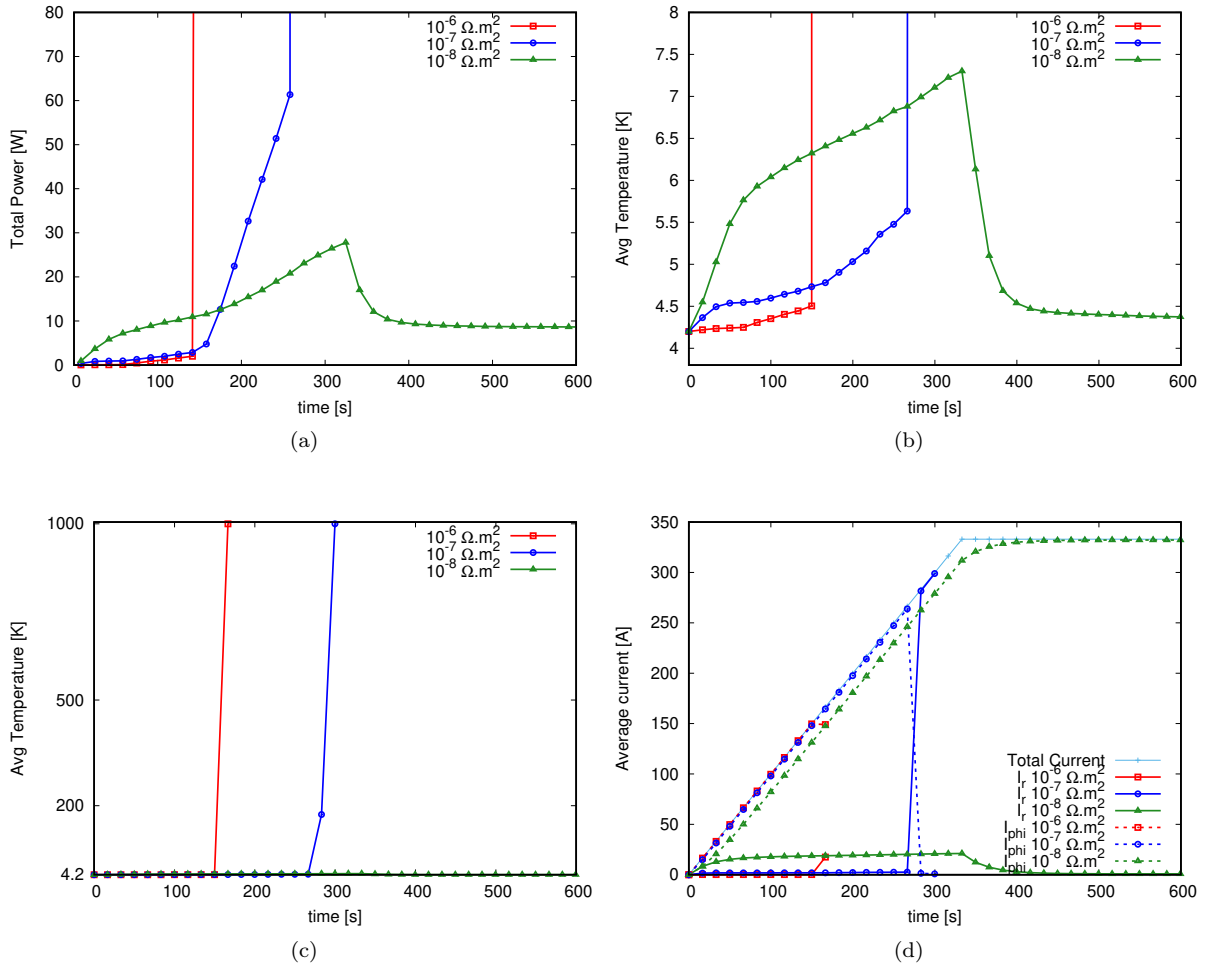 80
70
60
50
40
30
20
10
0
0 100 200 300 400 500 600
Total Power [W]
time [s]
10⁻⁶ Ω.m²
10⁻⁷ Ω.m²
10⁻⁸ Ω.m²
(a)
8
7.5
7
6.5
6
5.5
5
4.5
4
0 100 200 300 400 500 600
Avg Temperature [K]
time [s]
10⁻⁶ Ω.m²
10⁻⁷ Ω.m²
10⁻⁸ Ω.m²
(b)
1000
500
200
4.2
0 100 200 300 400 500 600
Avg Temperature [K]
time [s]
10⁻⁶ Ω.m²
10⁻⁷ Ω.m²
10⁻⁸ Ω.m²
(c)
350
300
250
200
150
100
50
0
0 100 200 300 400 500 600
Average current [A]
time [s]
Total Current
I_r 10⁻⁶ Ω.m²
I_r 10⁻⁷ Ω.m²
I_r 10⁻⁸ Ω.m²
I_phi 10⁻⁶ Ω.m²
I_phi 10⁻⁷ Ω.m²
I_phi 10⁻⁸ Ω.m²
(d)